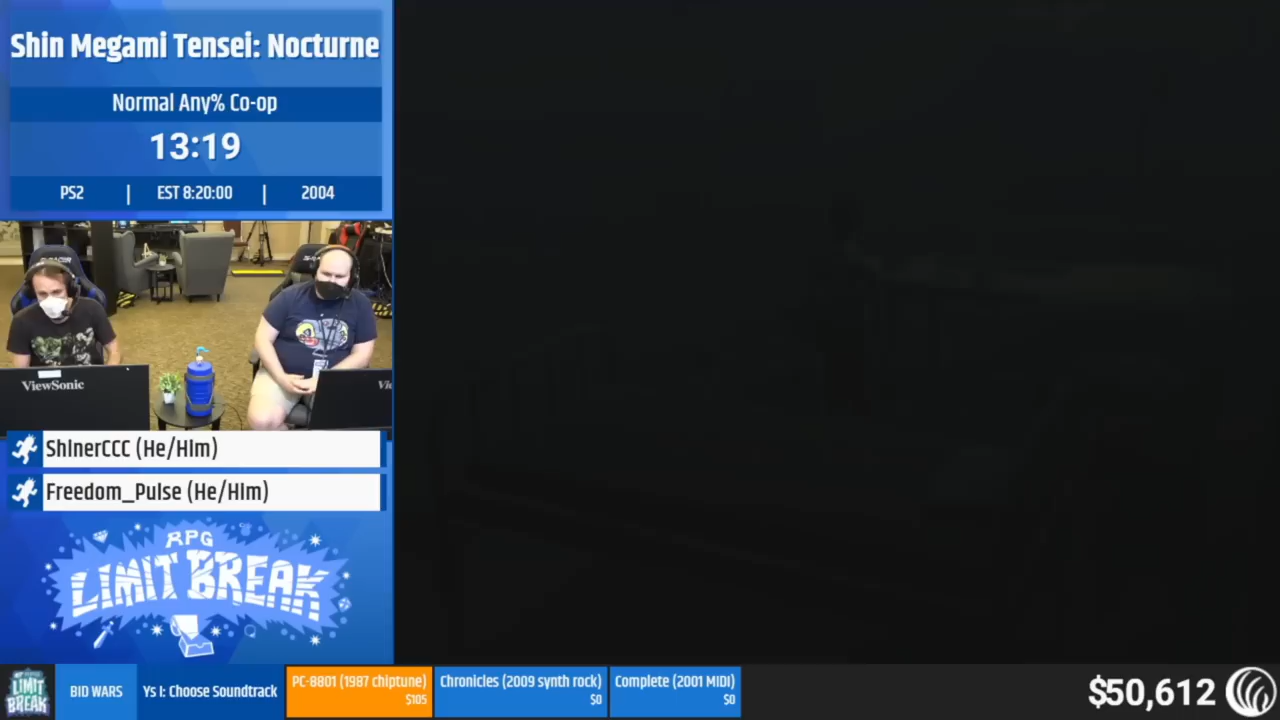 Shin Megami Tensei: Nocturne
Normal Any% Co-op
13:19
PS2 | EST 8:20:00 | 2004
ViewSonic
ShinerCCC (He/Him)
Freedom_Pulse (He/Him)
RPG
LIMIT BREAK
LIMIT
BREAK
BID WARS
Ys I: Choose Soundtrack
PC-8801 (1987 chiptune)
$105
Chronicles (2009 synth rock)
$0
Complete (2001 MIDI)
$0
$50,612